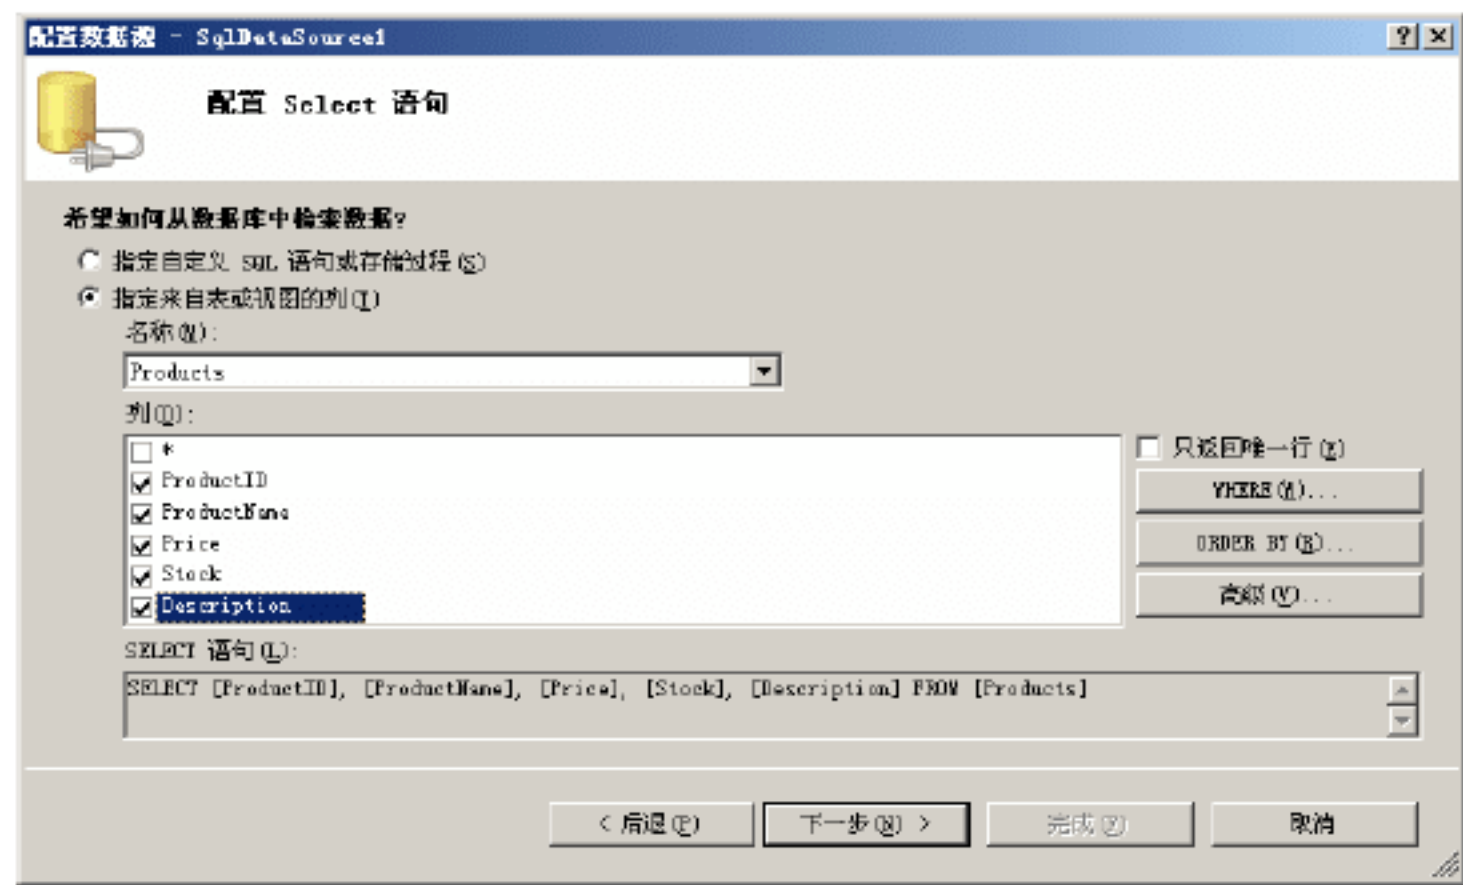 配置数据源 - SqlDataSource1
配置 Select 语句
希望如何从数据库中检索数据?
指定自定义 SQL 语句或存储过程(S)
指定来自表或视图的列(T)
名称(N):
Products
列(O):
*
只返回唯一行(E)
ProductID
WHERE(W)...
ProductName
Price
ORDER BY(R)...
Stock
高级(V)...
Description
SELECT 语句(L):
SELECT [ProductID], [ProductName], [Price], [Stock], [Description] FROM [Products]
< 后退(P)
下一步(N) >
完成(F)
取消